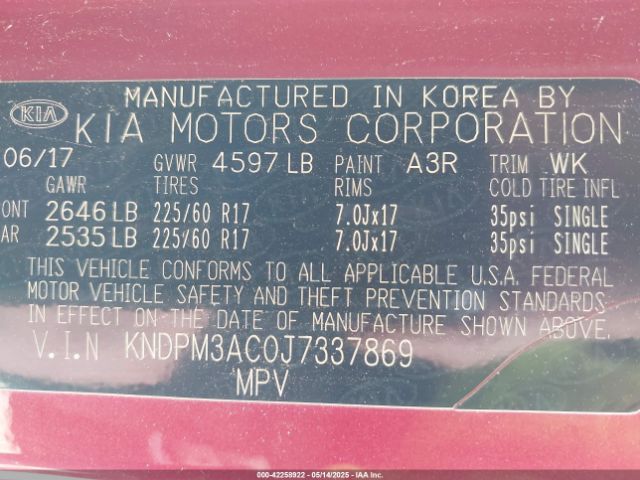 MANUFACTURED IN KOREA BY
KIA KIA MOTORS CORPORATION
06/17 GVWR 4597 LB PAINT A3R TRIM WK
GAWR TIRES RIMS COLD TIRE INFL
ONT 2646 LB 225/60 R17 7.0Jx17 35psi SINGLE
AR 2535 LB 225/60 R17 7.0Jx17 35psi SINGLE
THIS VEHICLE CONFORMS TO ALL APPLICABLE U.S.A. FEDERAL
MOTOR VEHICLE SAFETY AND THEFT PREVENTION STANDARDS
IN EFFECT ON THE DATE OF MANUFACTURE SHOWN ABOVE.
V.I.N KNDPM3AC0J7337869
MPV
000-42258922 - 05/14/2025 - IAA, Inc.